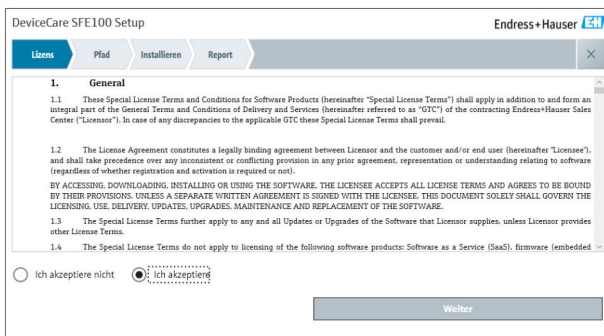 DeviceCare SFE100 Setup
Endress+Hauser EH
Lizens
Pfad
Installieren
Report
1. General
1.1 These Special License Terms and Conditions for Software Products (hereinafter “Special License Terms”) shall apply in addition to and form an
integral part of the General Terms and Conditions of Delivery and Services (hereinafter referred to as “GTC”) of the contracting Endress+Hauser Sales
Center (“Licensor”). In case of any discrepancies to the applicable GTC these Special License Terms shall prevail.
1.2 The License Agreement constitutes a legally binding agreement between Licensor and the customer and/or end user (hereinafter “Licensee”),
and shall take precedence over any inconsistent or conflicting provision in any prior agreement, representation or understanding relating to software
(regardless of whether registration and activation is required or not).
BY ACCESSING, DOWNLOADING, INSTALLING OR USING THE SOFTWARE, THE LICENSEE ACCEPTS ALL LICENSE TERMS AND AGREES TO BE BOUND
BY THEIR PROVISIONS. UNLESS A SEPARATE WRITTEN AGREEMENT IS SIGNED WITH THE LICENSEE, THIS DOCUMENT SOLELY SHALL GOVERN THE
LICENSING, USE, DELIVERY, UPDATES, UPGRADES, MAINTENANCE AND REPLACEMENT OF THE SOFTWARE.
1.3 The Special License Terms further apply to any and all Updates or Upgrades of the Software that Licensor supplies, unless Licensor provides
other License Terms.
1.4 The Special License Terms do not apply to licensing of the following software products: Software as a Service (SaaS), firmware (embedded
Ich akzeptiere nicht
Ich akzeptiere
Weiter